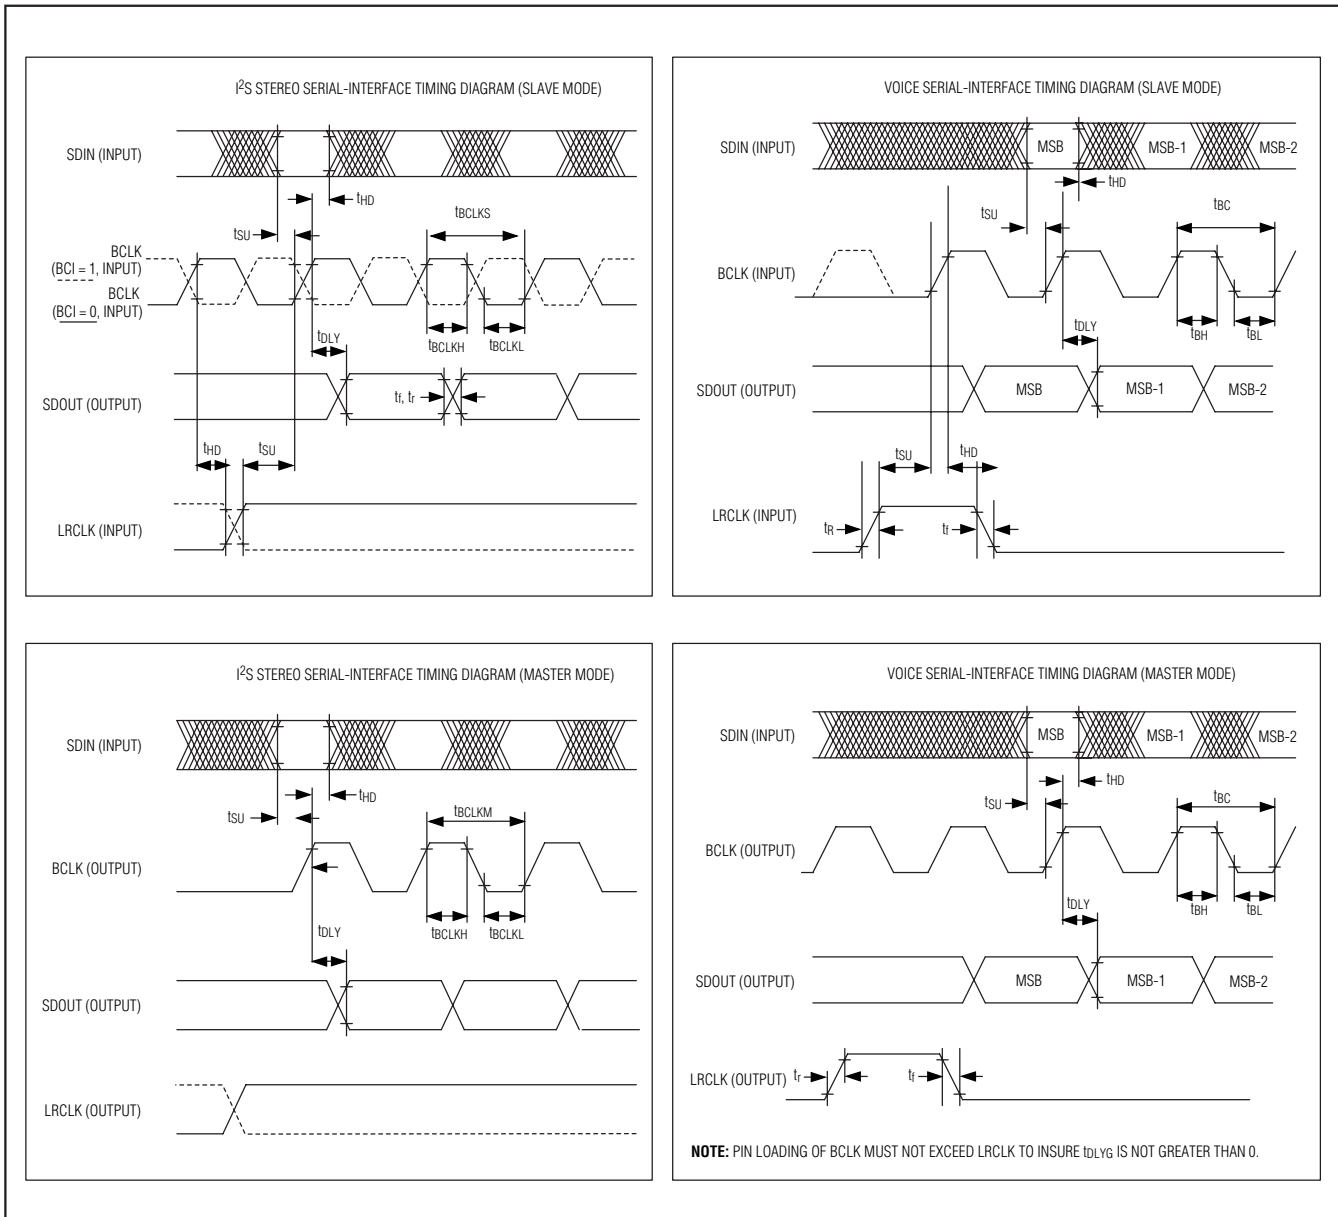 I²S STEREO SERIAL-INTERFACE TIMING DIAGRAM (SLAVE MODE)
SDIN (INPUT)
tHD
tSU
tBCLKS
BCLK
(BCI = 1, INPUT)
BCLK
(BCI = 0, INPUT)
tDLY
tBCLKH
tBCLKL
SDOUT (OUTPUT)
tf, tr
tHD
tSU
LRCLK (INPUT)
VOICE SERIAL-INTERFACE TIMING DIAGRAM (SLAVE MODE)
SDIN (INPUT)
MSB
MSB-1
MSB-2
tHD
tSU
tBC
BCLK (INPUT)
tDLY
tBH
tBL
SDOUT (OUTPUT)
MSB
MSB-1
MSB-2
tSU
tHD
LRCLK (INPUT)
tR
tf
I²S STEREO SERIAL-INTERFACE TIMING DIAGRAM (MASTER MODE)
SDIN (INPUT)
tHD
tSU
tBCLKM
BCLK (OUTPUT)
tDLY
tBCLKH
tBCLKL
SDOUT (OUTPUT)
LRCLK (OUTPUT)
VOICE SERIAL-INTERFACE TIMING DIAGRAM (MASTER MODE)
SDIN (INPUT)
MSB
MSB-1
MSB-2
tHD
tSU
tBC
BCLK (OUTPUT)
tDLY
tBH
tBL
SDOUT (OUTPUT)
MSB
MSB-1
MSB-2
LRCLK (OUTPUT)
tr
tf
NOTE: PIN LOADING OF BCLK MUST NOT EXCEED LRCLK TO INSURE tDLYG IS NOT GREATER THAN 0.